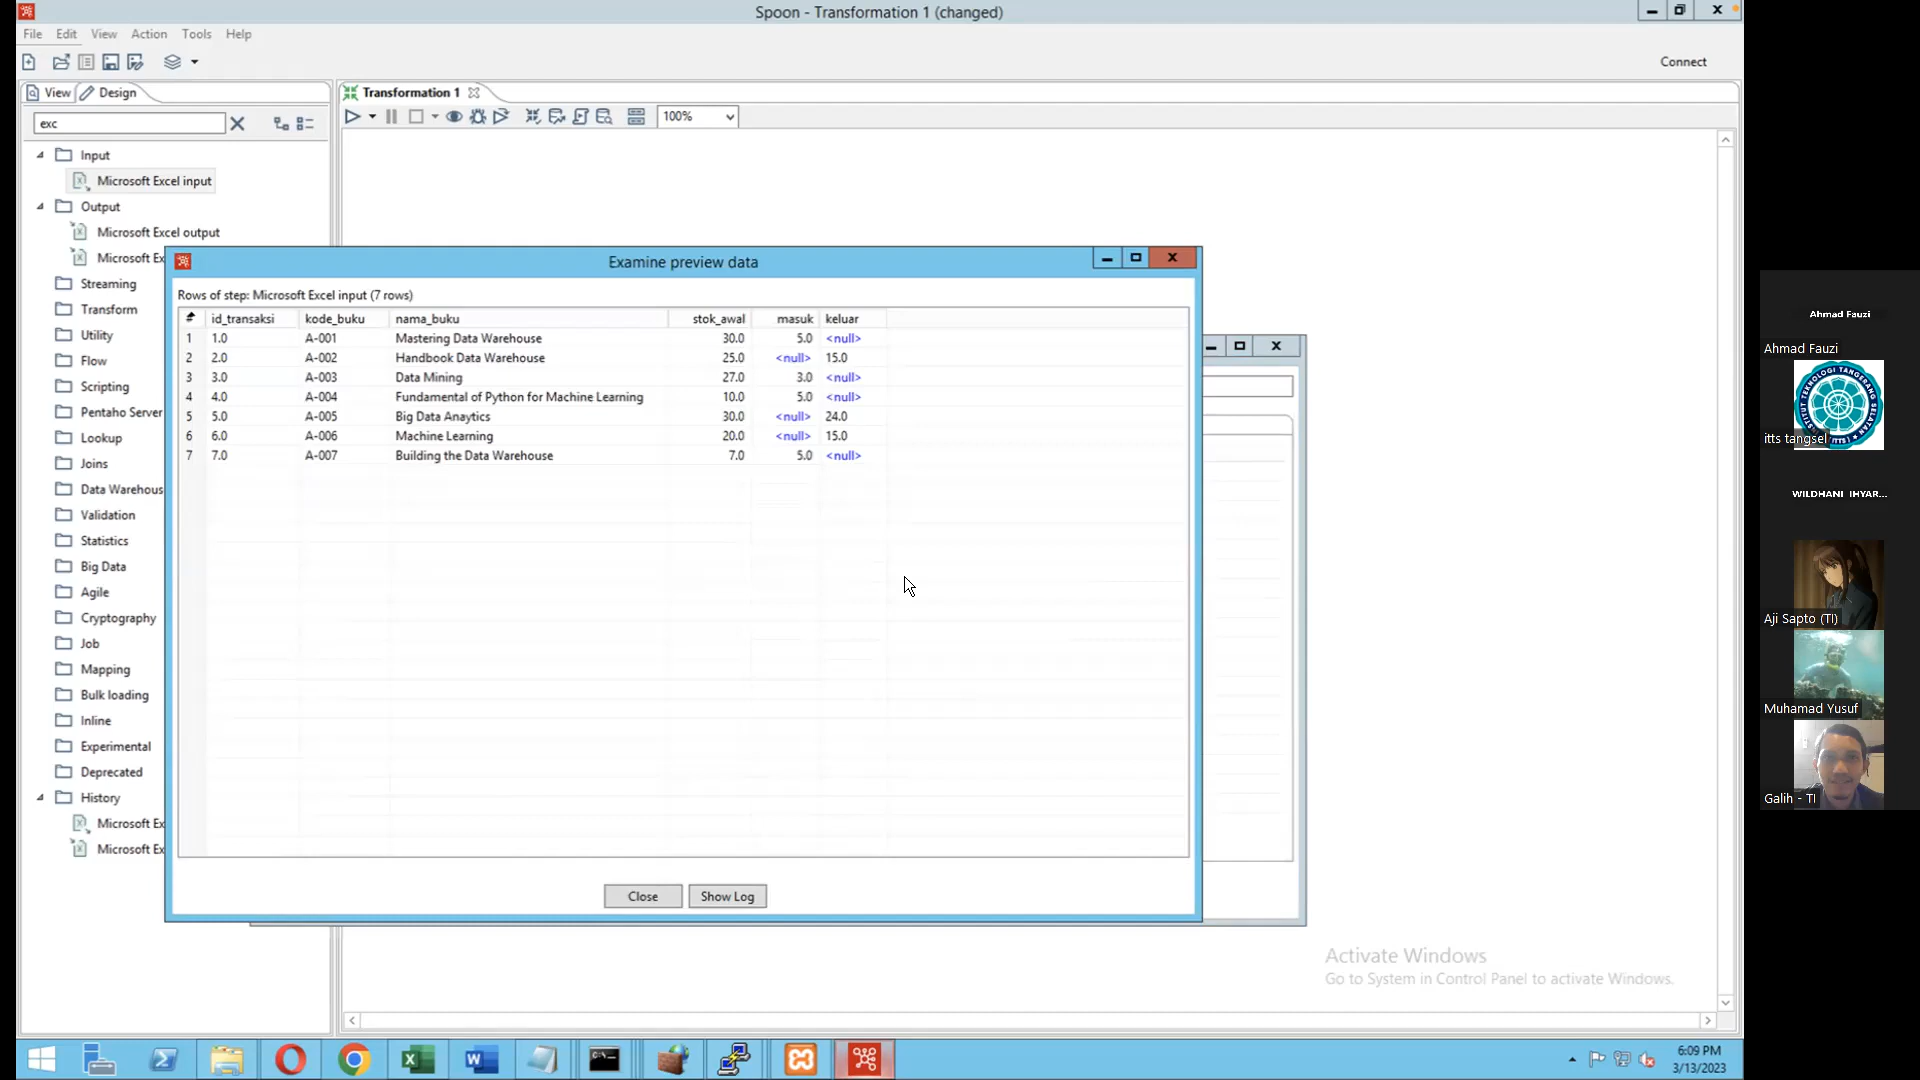 Spoon - Transformation 1 (changed)
File Edit View Action Tools Help
Connect
View Design
Transformation 1
exc
100%
Input
Microsoft Excel input
Output
Microsoft Excel output
Microsoft Ex
Streaming
Transform
Utility
Flow
Scripting
Pentaho Server
Lookup
Joins
Data Warehous
Validation
Statistics
Big Data
Agile
Cryptography
Job
Mapping
Bulk loading
Inline
Experimental
Deprecated
History
Microsoft Ex
Microsoft Ex
Examine preview data
Rows of step: Microsoft Excel input (7 rows)
# id_transaksi kode_buku nama_buku stok_awal masuk keluar
1 1.0 A-001 Mastering Data Warehouse 30.0 5.0 <null>
2 2.0 A-002 Handbook Data Warehouse 25.0 <null> 15.0
3 3.0 A-003 Data Mining 27.0 3.0 <null>
4 4.0 A-004 Fundamental of Python for Machine Learning 10.0 5.0 <null>
5 5.0 A-005 Big Data Anaytics 30.0 <null> 24.0
6 6.0 A-006 Machine Learning 20.0 <null> 15.0
7 7.0 A-007 Building the Data Warehouse 7.0 5.0 <null>
Close Show Log
Activate Windows
Go to System in Control Panel to activate Windows.
6:09 PM
3/13/2023
Ahmad Fauzi
Ahmad Fauzi
itts tangsel
WILDHANI IHYAR...
Aji Sapto (TI)
Muhamad Yusuf
Galih - TI